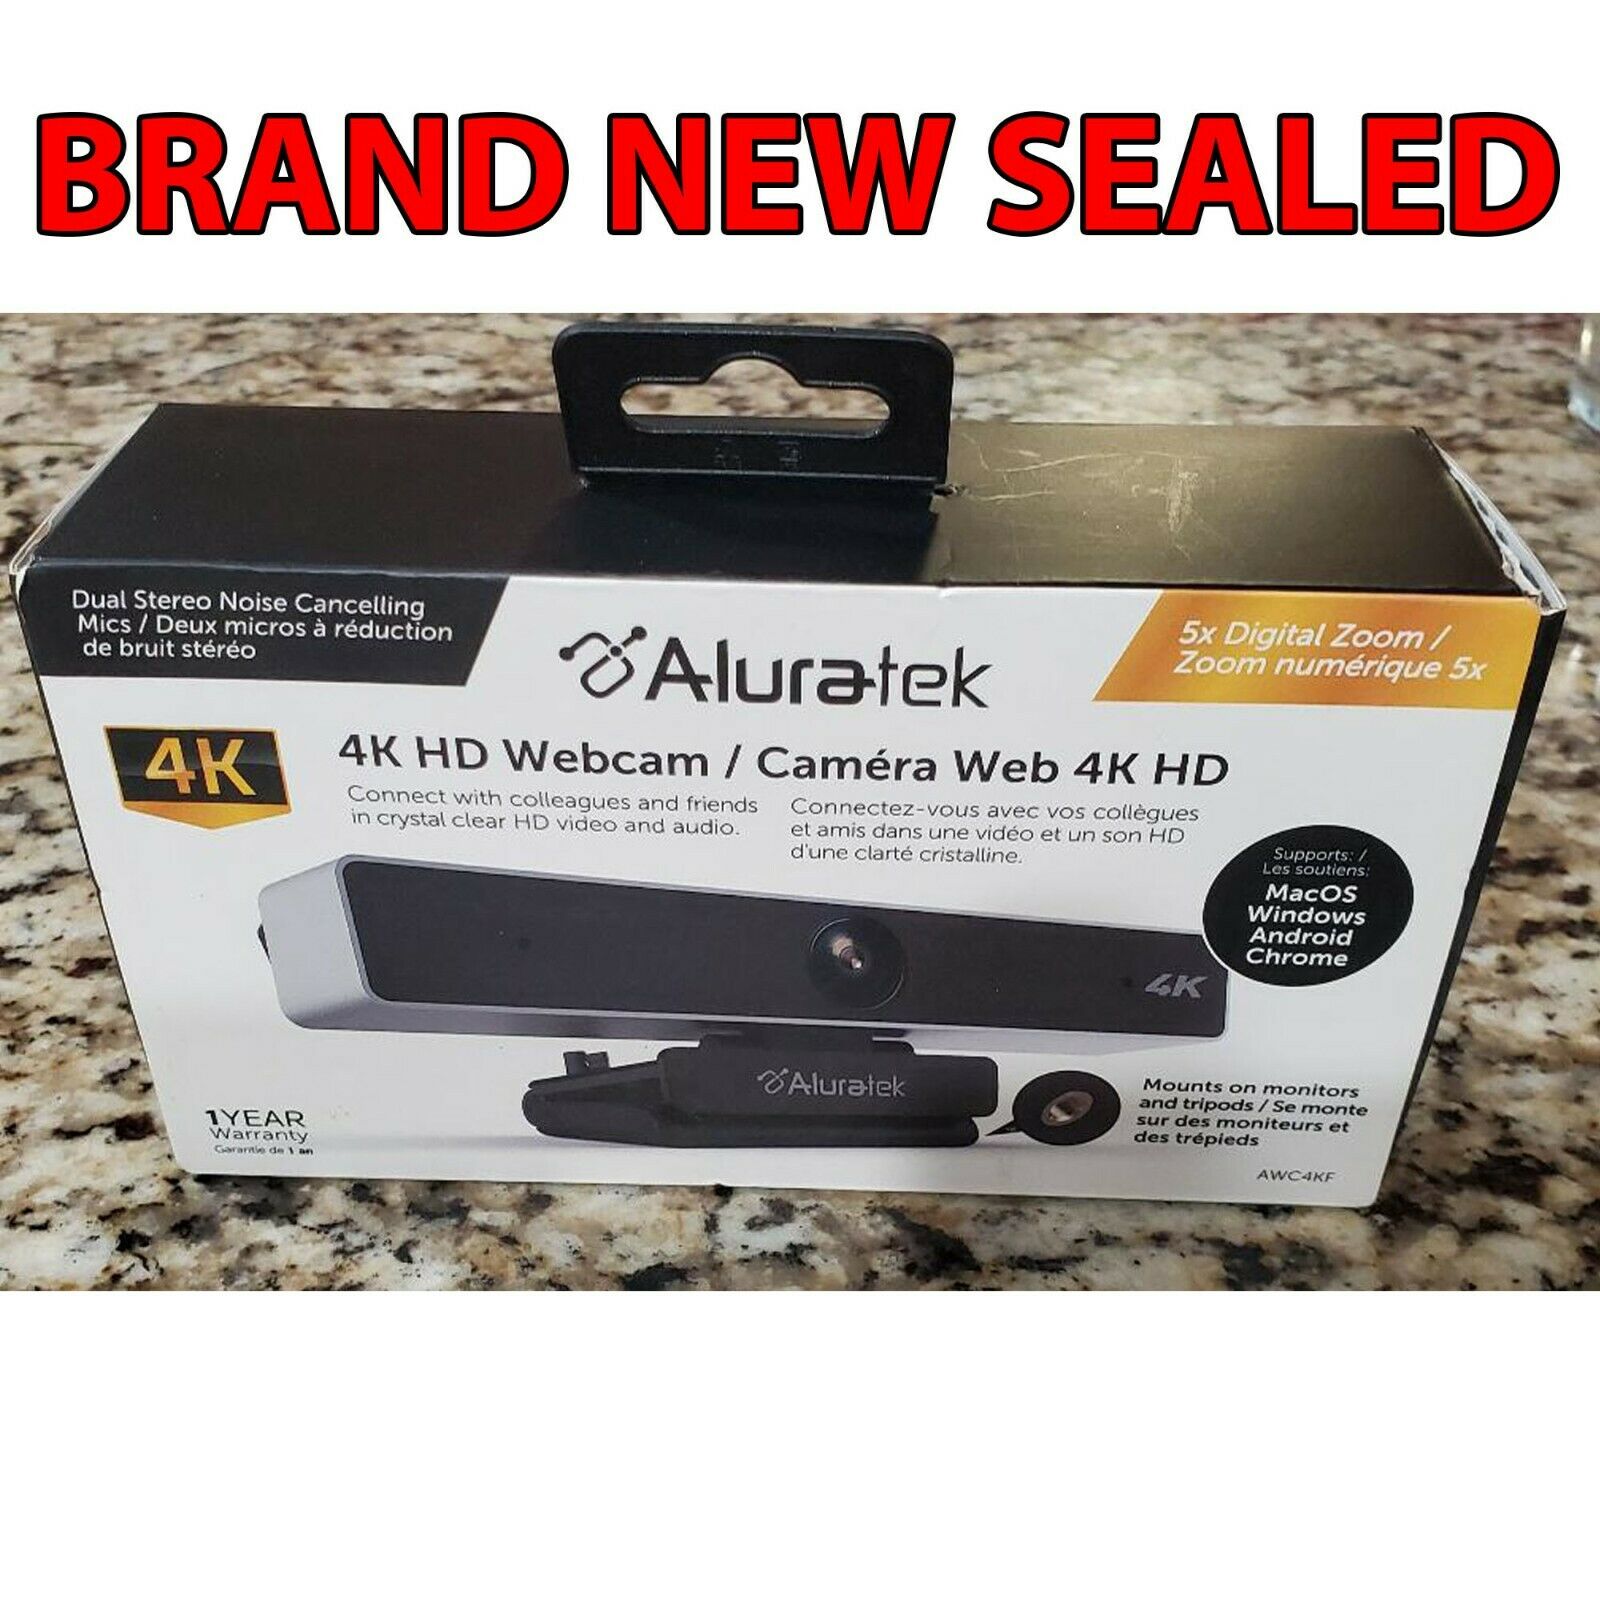 BRAND NEW SEALED
Dual Stereo Noise Cancelling
Mics / Deux micros à réduction
de bruit stéréo
Aluratek
5x Digital Zoom /
Zoom numérique 5x
4K
4K HD Webcam / Caméra Web 4K HD
Connect with colleagues and friends
in crystal clear HD video and audio.
Connectez-vous avec vos collègues
et amis dans une vidéo et un son HD
d'une clarté cristalline.
Supports: /
Les soutiens:
MacOS
Windows
Android
Chrome
4K
Aluratek
Mounts on monitors
and tripods / Se monte
sur des moniteurs et
des trépieds
1 YEAR
Warranty
Garantie de 1 an
AWC4KF